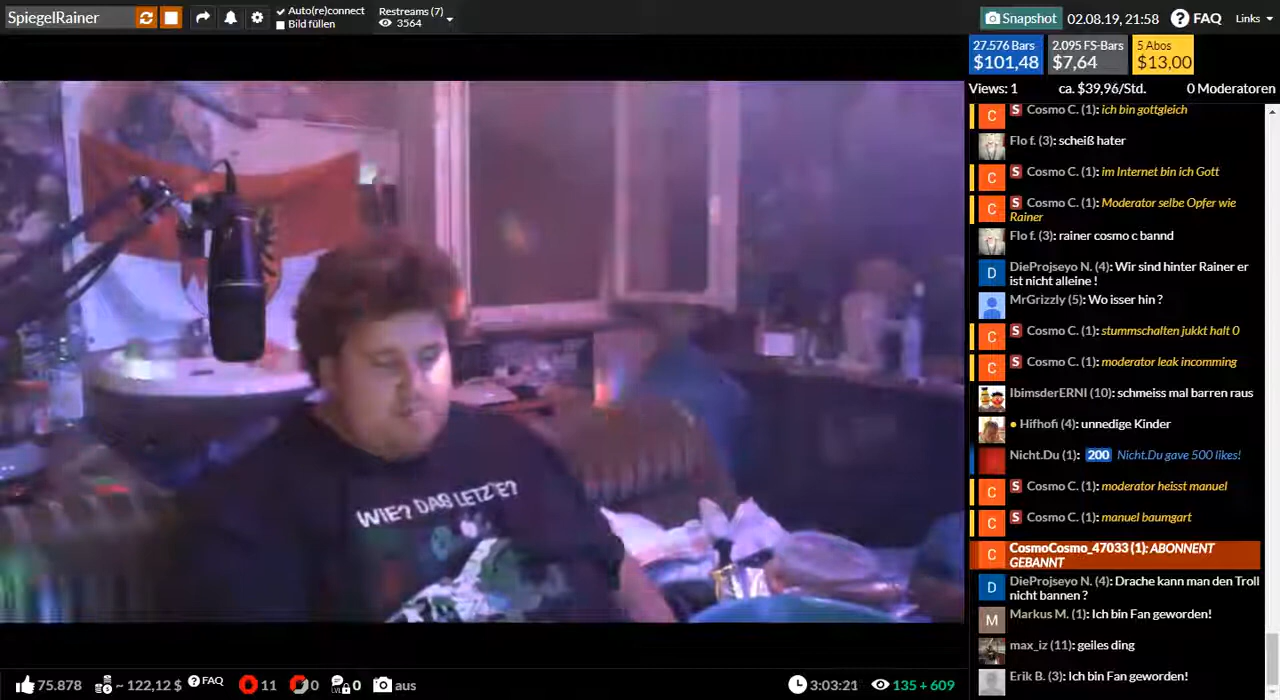 SpiegelRainer
Auto(re)connect
Bild füllen
Restreams (7)
3564
Snapshot
02.08.19, 21:58
FAQ
Links
27.576 Bars
$101,48
2.095 FS-Bars
$7,64
5 Abos
$13,00
Views: 1
ca. $39,96/Std.
0 Moderatoren
C S Cosmo C. (1): ich bin gottgleich
Flo f. (3): scheiß hater
C S Cosmo C. (1): im Internet bin ich Gott
C S Cosmo C. (1): Moderator selbe Opfer wie
Rainer
Flo f. (3): rainer cosmo c bannd
D DieProjseyo N. (4): Wir sind hinter Rainer er
ist nicht alleine !
MrGrizzly (5): Wo isser hin ?
C S Cosmo C. (1): stummschalten jukkt halt 0
C S Cosmo C. (1): moderator leak incomming
IbimsderERNI (10): schmeiss mal barren raus
Hifhofi (4): unnedige Kinder
Nicht.Du (1): 200 Nicht.Du gave 500 likes!
C S Cosmo C. (1): moderator heisst manuel
C S Cosmo C. (1): manuel baumgart
C CosmoCosmo_47033 (1): ABONNENT
GEBANNT
D DieProjseyo N. (4): Drache kann man den Troll
nicht bannen ?
M Markus M. (1): Ich bin Fan geworden!
max_iz (11): geiles ding
Erik B. (3): Ich bin Fan geworden!
WIE? DAS LETZTE?
75.878
~ 122,12 $
FAQ
11
0
0
aus
3:03:21
135 + 609